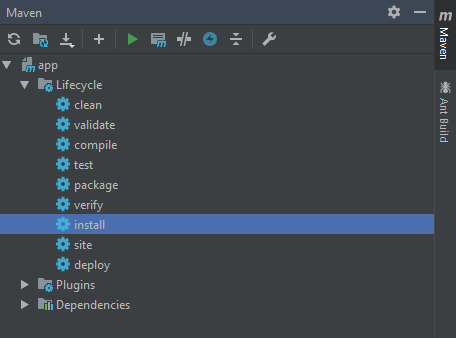 Maven
app
Lifecycle
clean
validate
compile
test
package
verify
install
site
deploy
Plugins
Dependencies
Maven
Ant Build